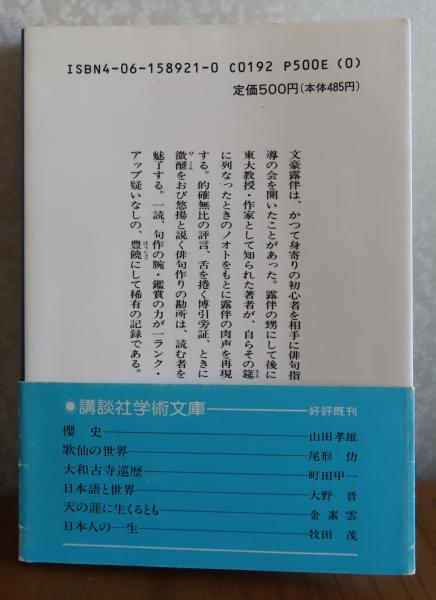 ISBN4-06-158921-0 C0192 P500E (0)
定価500円(本体485円)
文豪露伴は、かつて身寄りの初心者を相手に俳句指
導の会を開いたことがあった。露伴の甥にして後に
東大教授・作家として知られた著者が、自らその筵
に列なったときのノオトをもとに露伴の肉声を再現
する。的確無比の評言、舌を捲く博引旁証、ときに
微醺をおび悠揚と説く俳句作りの勘所は、読む者を
魅了する。一読、句作の腕・鑑賞の力が一ランク・
アップ疑いなしの、豊饒にして稀有の記録である。
●講談社学術文庫 好評既刊
櫻史 山田孝雄
歌仙の世界 尾形仂
大和古寺巡歴 町田甲一
日本語と世界 大野晋
天の涯に生くるとも 金素雲
日本人の一生 牧田茂